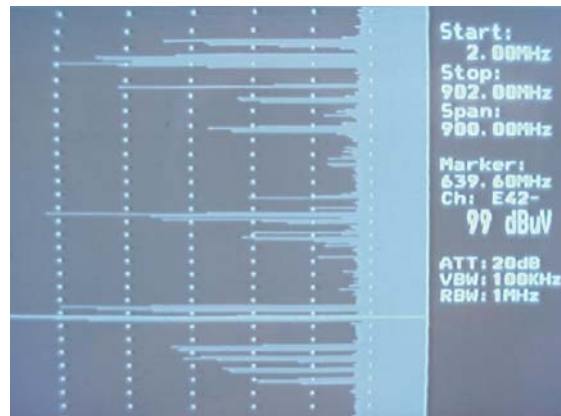 Start:
2.00MHz
Stop:
902.00MHz
Span:
900.00MHz
Marker:
639.60MHz
Ch: E42-
99 dBuV
ATT:20dB
VBW:100KHz
RBW:1MHz